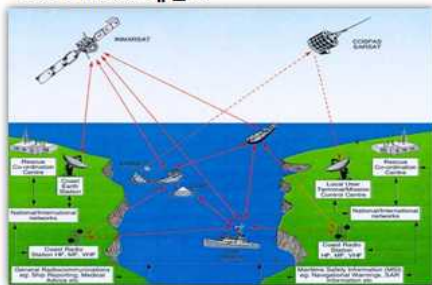 INMARSAT
COSPAS
SARSAT
Rescue
Co-ordination
Centre
Coast
Earth
Station
National/International
networks
Coast Radio
Station HF, MF, VHF
General Radiocommunications
eg. Ship Reporting, Medical
Advice etc.
Local User
Terminal/Mission
Control Centre
Rescue
Co-ordination
Centre
National/International
networks
Coast Radio
Station
HF, MF, VHF
Maritime Safety Information (MSI)
eg. Navigational Warnings, SAR
Information etc